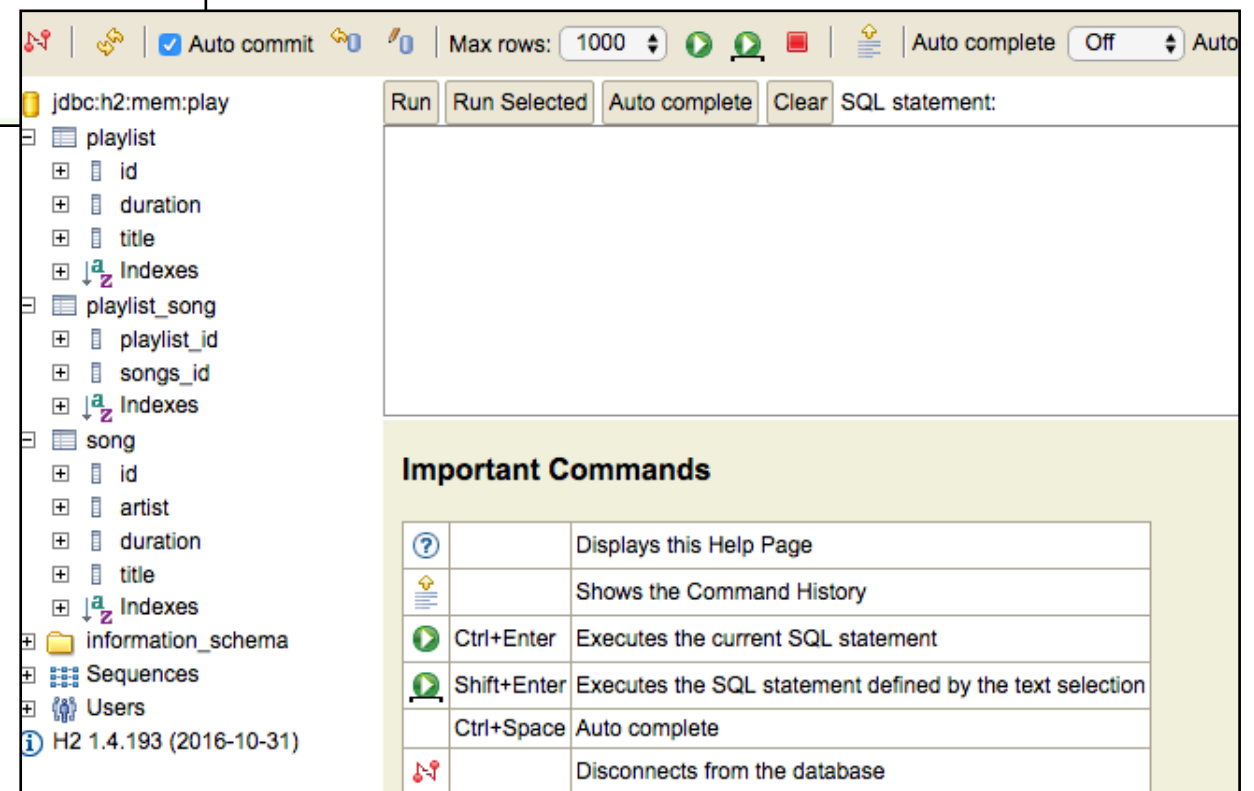 Auto commit Max rows: 1000 Auto complete Off Auto
jdbc:h2:mem:play
playlist
id
duration
title
Indexes
playlist_song
playlist_id
songs_id
Indexes
song
id
artist
duration
title
Indexes
information_schema
Sequences
Users
H2 1.4.193 (2016-10-31)
Run Run Selected Auto complete Clear SQL statement:
Important Commands
Displays this Help Page
Shows the Command History
Ctrl+Enter Executes the current SQL statement
Shift+Enter Executes the SQL statement defined by the text selection
Ctrl+Space Auto complete
Disconnects from the database